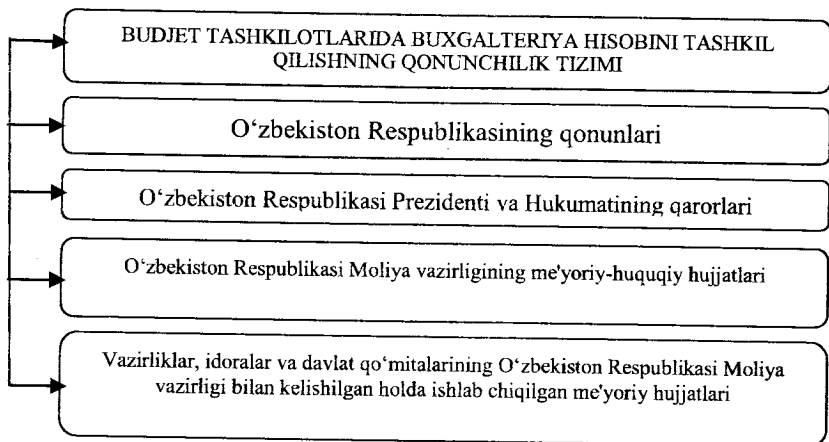 BUDJET TASHKILOTLARIDA BUXGALTERIYA HISOBINI TASHKIL
QILISHNING QONUNCHILIK TIZIMI
O‘zbekiston Respublikasining qonunlari
O‘zbekiston Respublikasi Prezidenti va Hukumatining qarorlari
O‘zbekiston Respublikasi Moliya vazirligining me'yoriy-huquqiy hujjatlari
Vazirliklar, idoralar va davlat qo‘mitalarining O‘zbekiston Respublikasi Moliya
vazirligi bilan kelishilgan holda ishlab chiqilgan me'yoriy hujjatlari